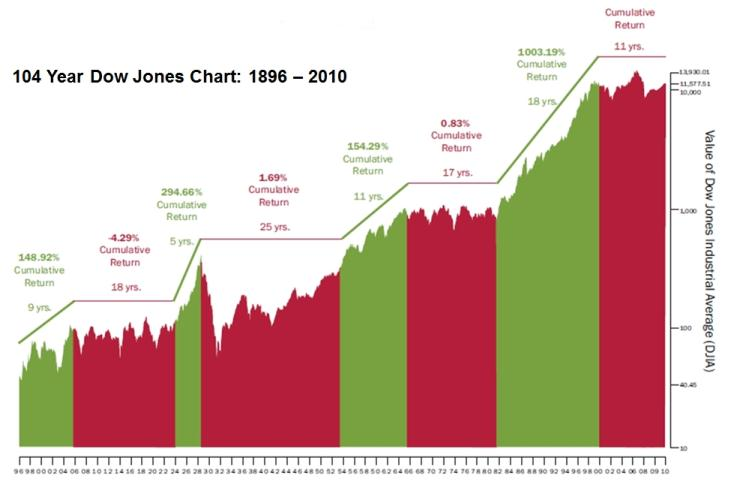 Cumulative
Return
11 yrs.
1003.19%
Cumulative
Return
18 yrs.
104 Year Dow Jones Chart: 1896 – 2010
0.83%
Cumulative
Return
17 yrs.
154.29%
Cumulative
Return
11 yrs.
1.69%
Cumulative
Return
25 yrs.
294.66%
Cumulative
Return
5 yrs.
-4.29%
Cumulative
Return
18 yrs.
148.92%
Cumulative
Return
9 yrs.
13,930.01
11,577.51
10,000
1,000
100
40.45
10
Value of Dow Jones Industrial Average (DJIA)
96 98 00 02 04 06 08 10 12 14 16 18 20 22 24 26 28 30 32 34 36 38 40 42 44 46 48 50 52 54 56 58 60 62 64 66 68 70 72 74 76 78 80 82 84 86 88 90 92 94 96 98 00 02 04 06 08 10